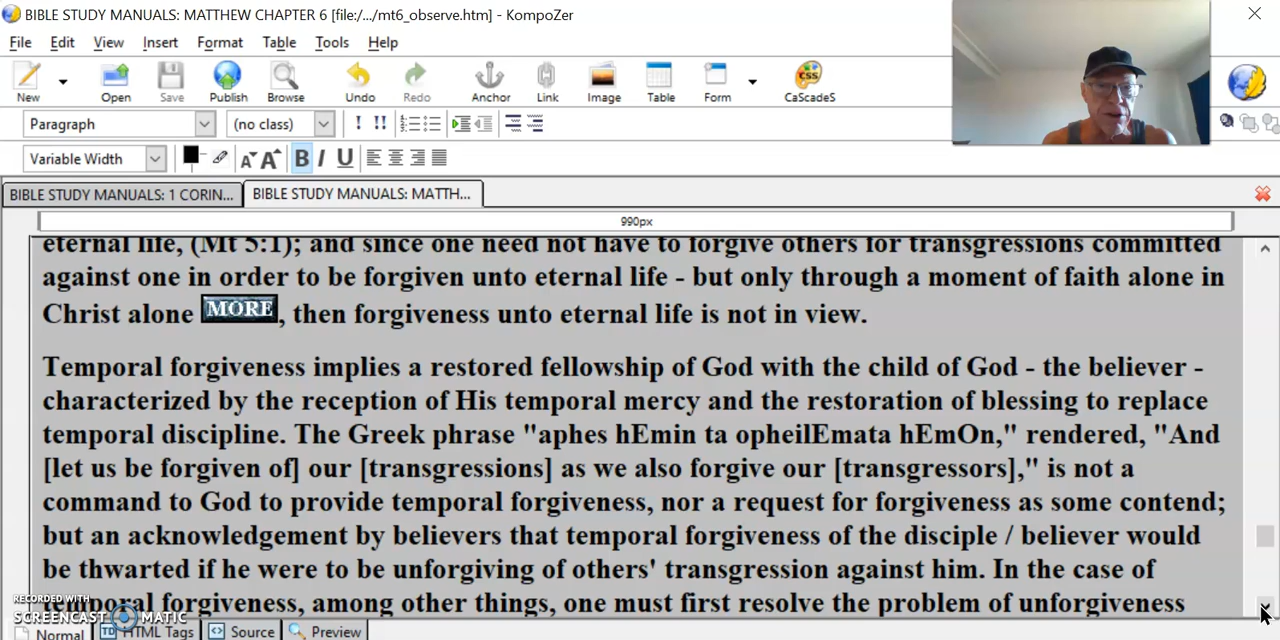 BIBLE STUDY MANUALS: MATTHEW CHAPTER 6 [file:/.../mt6_observe.htm] - KompoZer
File Edit View Insert Format Table Tools Help
New Open Save Publish Browse Undo Redo Anchor Link Image Table Form CaScadeS
Paragraph (no class) ! !!
Variable Width A A B I U
BIBLE STUDY MANUALS: 1 CORIN... BIBLE STUDY MANUALS: MATTH...
990px
eternal life, (Mt 5:1); and since one need not have to forgive others for transgressions committed
against one in order to be forgiven unto eternal life - but only through a moment of faith alone in
Christ alone MORE, then forgiveness unto eternal life is not in view.
Temporal forgiveness implies a restored fellowship of God with the child of God - the believer -
characterized by the reception of His temporal mercy and the restoration of blessing to replace
temporal discipline. The Greek phrase "aphes hEmin ta opheilEmata hEmOn," rendered, "And
[let us be forgiven of] our [transgressions] as we also forgive our [transgressors]," is not a
command to God to provide temporal forgiveness, nor a request for forgiveness as some contend;
but an acknowledgement by believers that temporal forgiveness of the disciple / believer would
be thwarted if he were to be unforgiving of others' transgression against him. In the case of
temporal forgiveness, among other things, one must first resolve the problem of unforgiveness
RECORDED WITH
SCREENCAST MATIC
Normal TD HTML Tags Source Preview